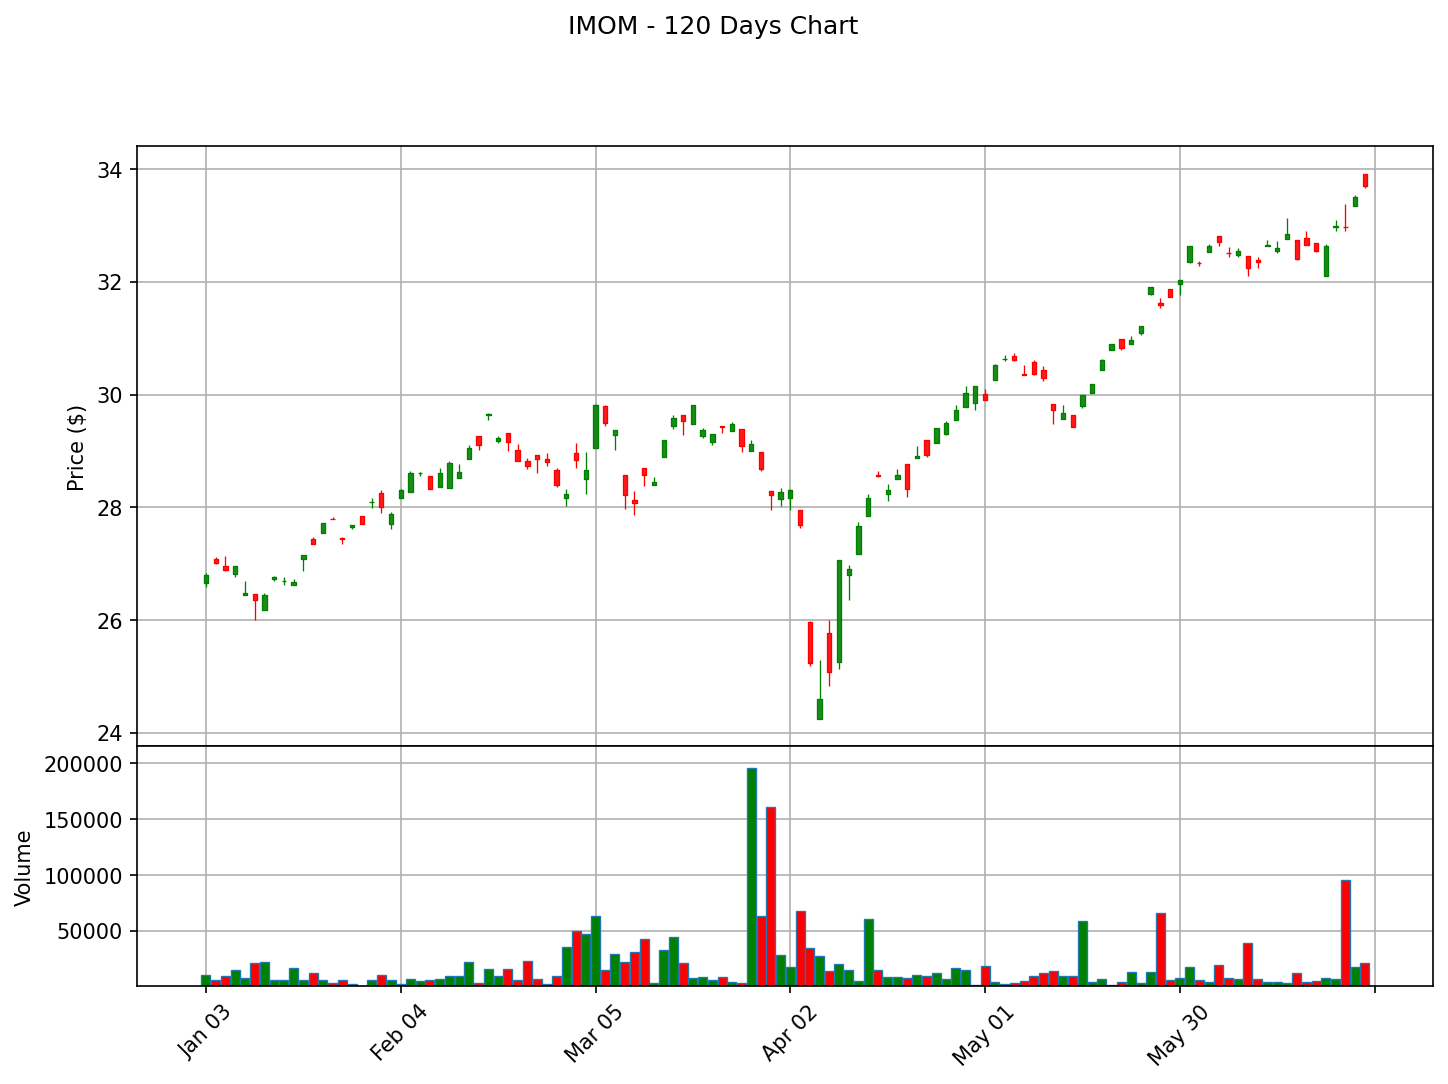 IMOM - 120 Days Chart
34
32
30
28
26
24
Price ($)
200000
150000
100000
50000
Volume
Jan 03
Feb 04
Mar 05
Apr 02
May 01
May 30